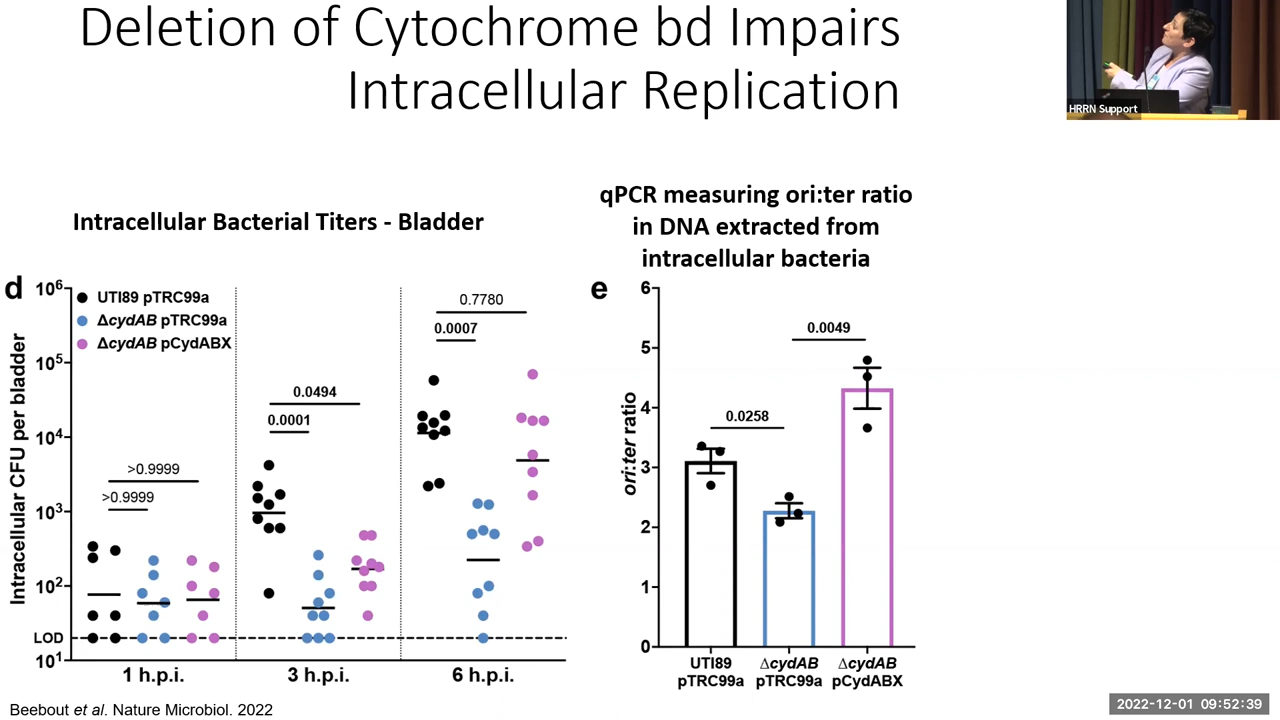 Deletion of Cytochrome bd Impairs
Intracellular Replication
HRRN Support
Intracellular Bacterial Titers - Bladder
qPCR measuring ori:ter ratio
in DNA extracted from
intracellular bacteria
d
UTI89 pTRC99a
ΔcydAB pTRC99a
ΔcydAB pCydABX
Intracellular CFU per bladder
10⁶
10⁵
10⁴
10³
10²
LOD
10¹
>0.9999
>0.9999
0.0494
0.0001
0.7780
0.0007
1 h.p.i.
3 h.p.i.
6 h.p.i.
e
ori:ter ratio
6
5
4
3
2
1
0
0.0049
0.0258
UTI89
pTRC99a
ΔcydAB
pTRC99a
ΔcydAB
pCydABX
Beebout et al. Nature Microbiol. 2022
2022-12-01 09:52:39